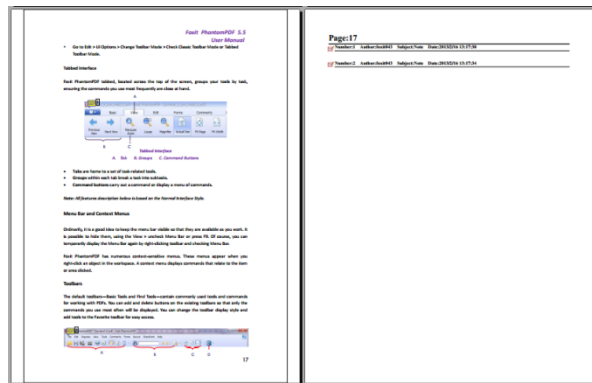 Foxit PhantomPDF 5.5
User Manual
• Go to Edit > UI Options > Change Toolbar Mode > Check Classic Toolbar Mode or Tabbed
Toolbar Mode.
Tabbed Interface
Foxit PhantomPDF tabbed, located across the top of the screen, groups your tools by task,
ensuring the commands you use most frequently are close at hand.
A
Forms
Comments
B
C
Tabbed Interface
A. Tab B. Groups C. Command Buttons
• Tabs are home to a set of task-related tools.
• Groups within each tab break a task into subtasks.
• Command buttons carry out a command or display a menu of commands.
Note: All features description below is based on the Normal Interface Style.
Menu Bar and Context Menus
Ordinarily, it is a good idea to keep the menu bar visible so that they are available as you work. It
is possible to hide them, using the View > uncheck Menu Bar or press F9. Of course, you can
temporarily display the Menu Bar again by right-clicking toolbar and checking Menu Bar.
Foxit PhantomPDF has numerous context-sensitive menus. These menus appear when you
right-click an object in the workspace. A context menu displays commands that relate to the item
or area clicked.
Toolbars
The default toolbars—Basic Tools and Find Tools—contain commonly used tools and commands
for working with PDFs. You can add and delete buttons on the existing toolbars so that only the
commands you use most often will be displayed. You can change the toolbar display style and
add tools to the Favorite toolbar for easy access.
A B C D
17
Page:17
Number:1 Author:foxit943 Subject:Note Date:2013/2/16 13:17:30
Number:2 Author:foxit943 Subject:Note Date:2013/2/16 13:17:34